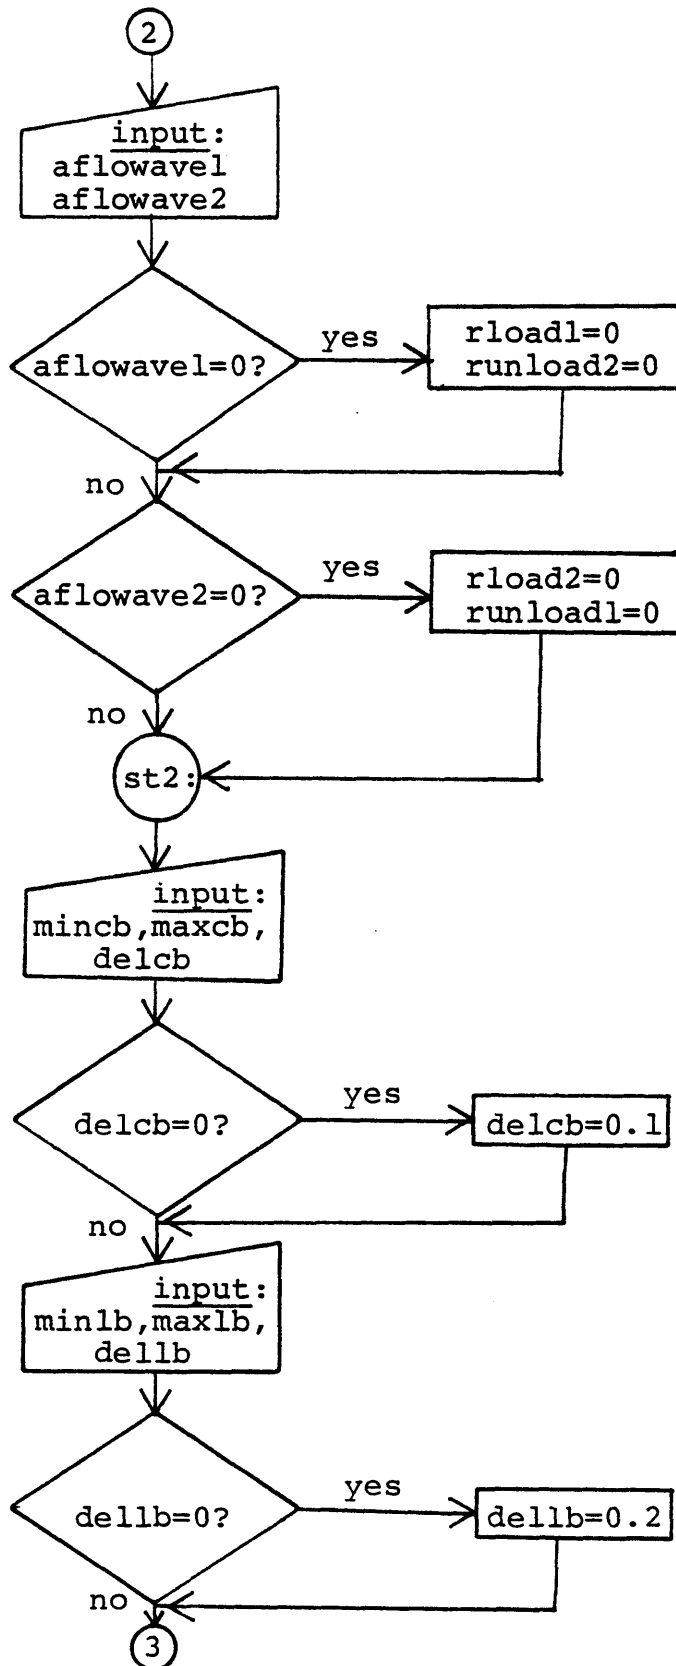 2
input:
aflowave1
aflowave2
aflowave1=0?
yes
rload1=0
runload2=0
no
aflowave2=0?
yes
rload2=0
runload1=0
no
st2:
input:
mincb,maxcb,
delcb
delcb=0?
yes
delcb=0.1
no
input:
minlb,maxlb,
dellb
dellb=0?
yes
dellb=0.2
no
3